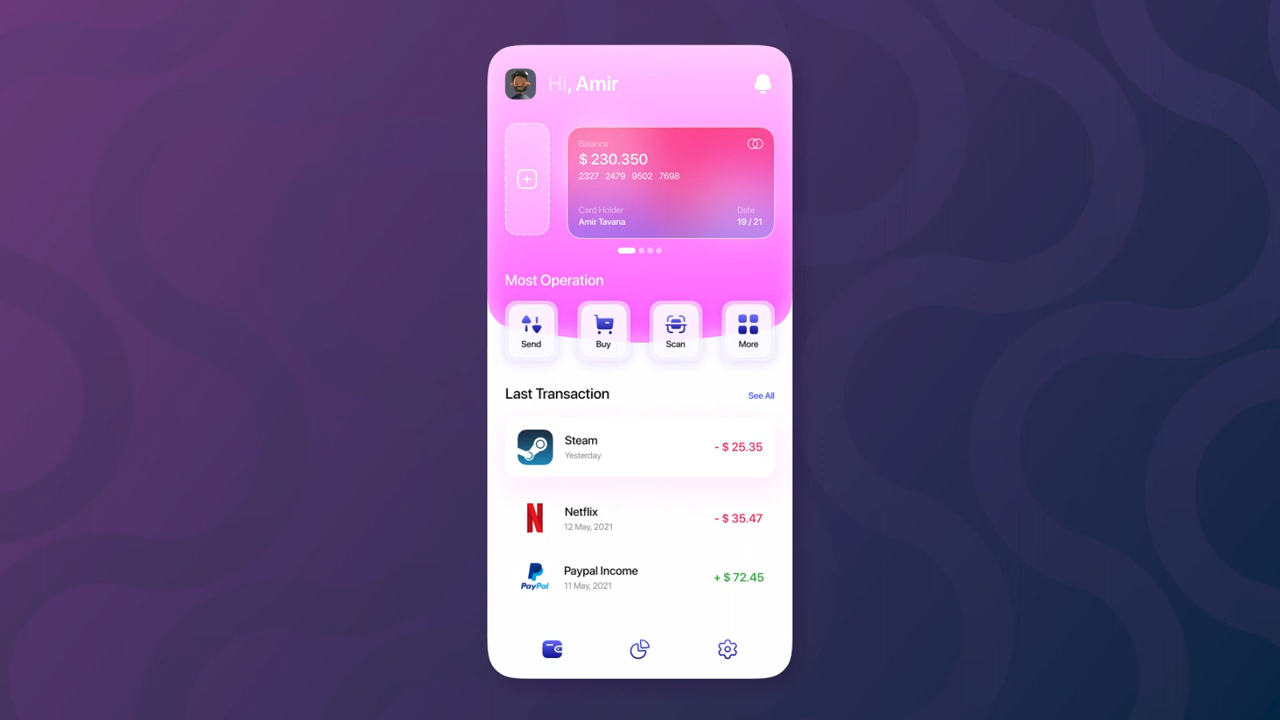 Hi, Amir
Balance
$ 230.350
2327 2479 9502 7698
Card Holder
Date
Amir Tavana
19 / 21
Most Operation
Send
Buy
Scan
More
Last Transaction
See All
Steam
Yesterday
- $ 25.35
Netflix
12 May, 2021
- $ 35.47
Paypal Income
11 May, 2021
+ $ 72.45
PayPal